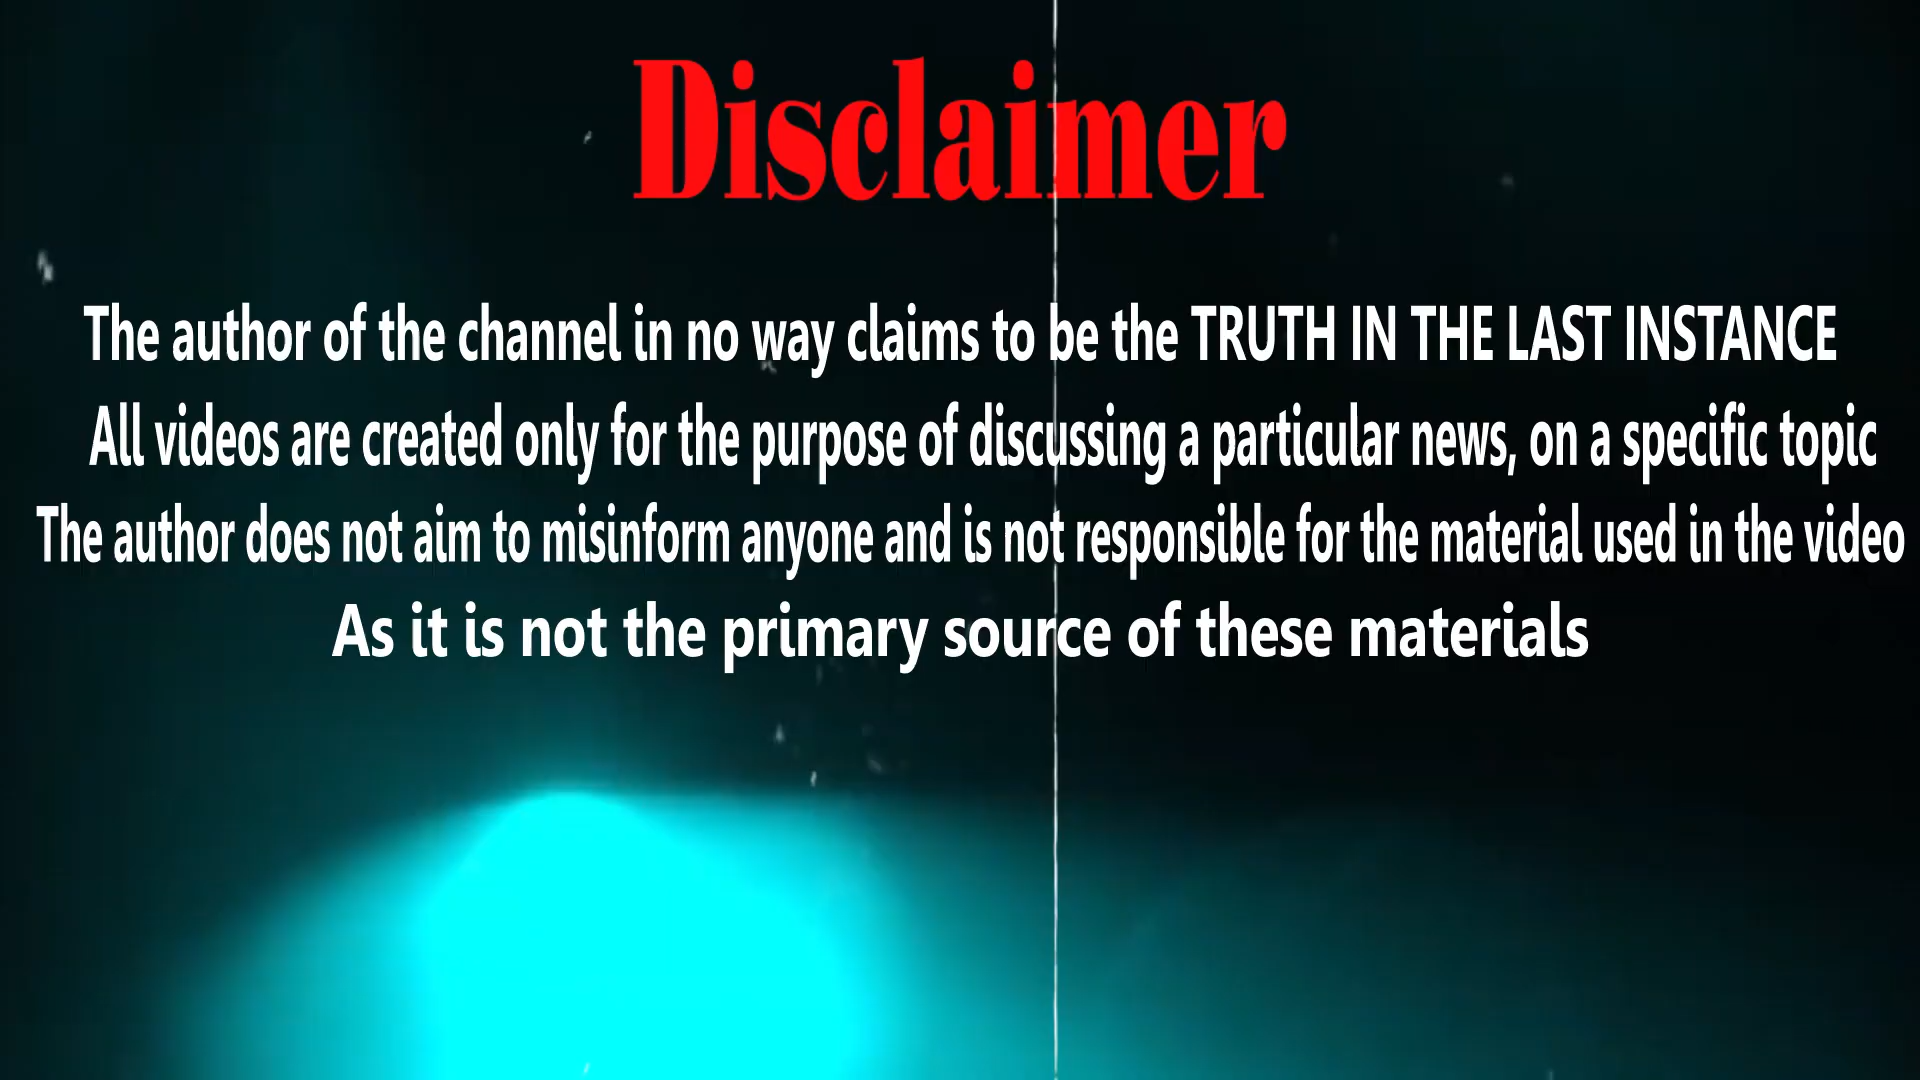 Disclaimer
The author of the channel in no way claims to be the TRUTH IN THE LAST INSTANCE
All videos are created only for the purpose of discussing a particular news, on a specific topic
The author does not aim to misinform anyone and is not responsible for the material used in the video
As it is not the primary source of these materials